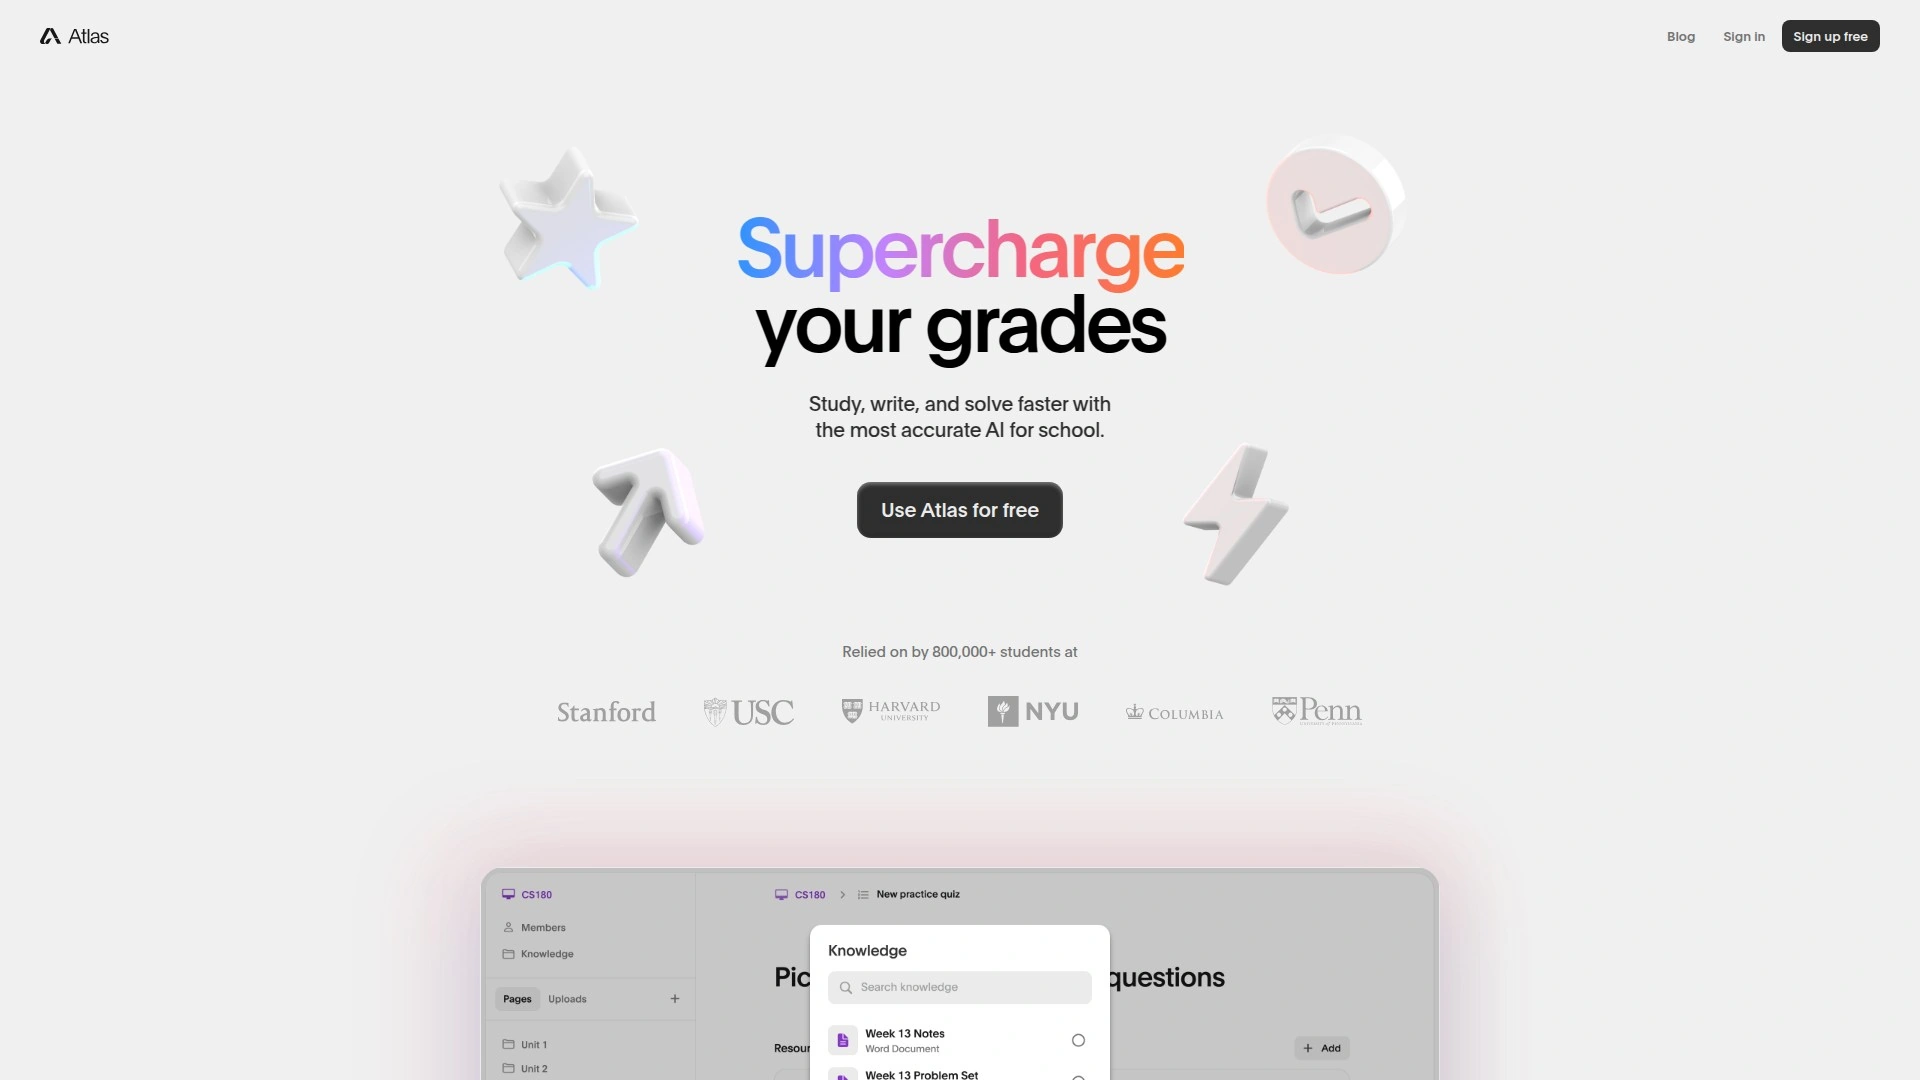 Atlas
Blog
Sign in
Sign up free
Supercharge
your grades
Study, write, and solve faster with
the most accurate AI for school.
Use Atlas for free
Relied on by 800,000+ students at
Stanford
USC
HARVARD
UNIVERSITY
NYU
COLUMBIA
Penn
UNIVERSITY of PENNSYLVANIA
CS180
Members
Knowledge
Pages
Uploads
Unit 1
Unit 2
CS180
New practice quiz
Pic
questions
Resour
Add
Knowledge
Search knowledge
Week 13 Notes
Word Document
Week 13 Problem Set